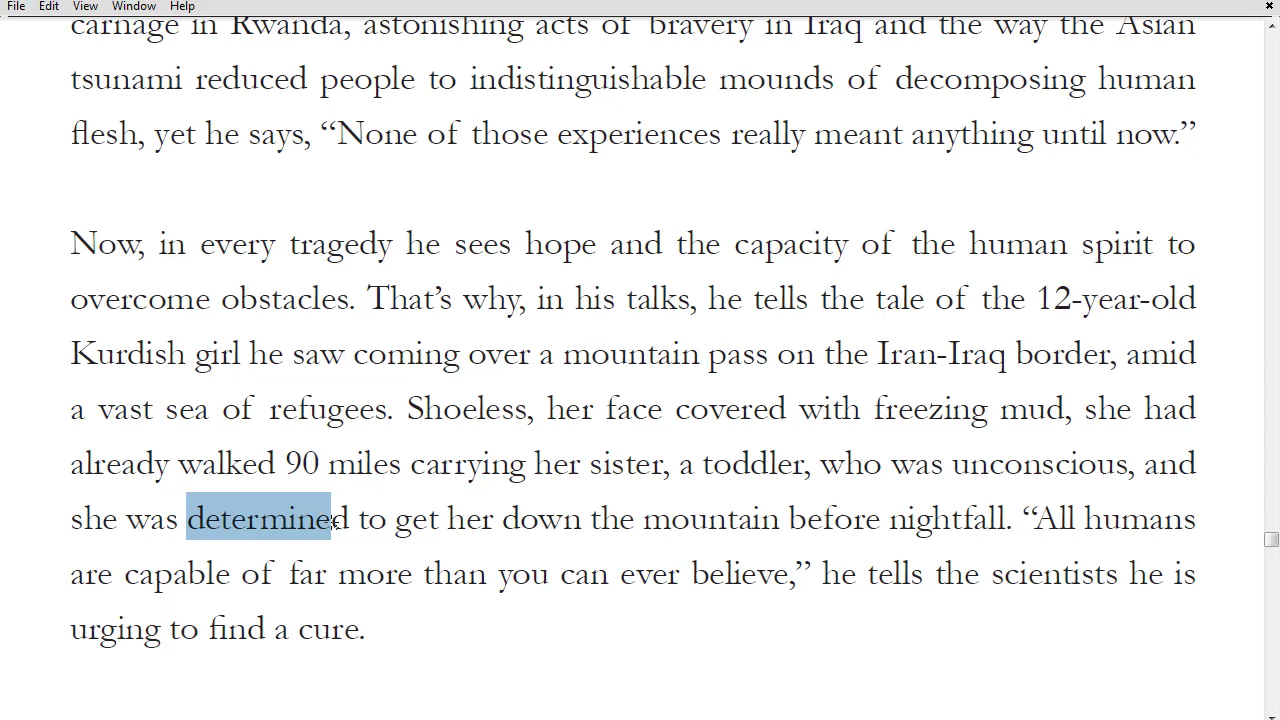 File Edit View Window Help
carnage in Rwanda, astonishing acts of bravery in Iraq and the way the Asian
tsunami reduced people to indistinguishable mounds of decomposing human
flesh, yet he says, “None of those experiences really meant anything until now.”
Now, in every tragedy he sees hope and the capacity of the human spirit to
overcome obstacles. That’s why, in his talks, he tells the tale of the 12-year-old
Kurdish girl he saw coming over a mountain pass on the Iran-Iraq border, amid
a vast sea of refugees. Shoeless, her face covered with freezing mud, she had
already walked 90 miles carrying her sister, a toddler, who was unconscious, and
she was determined to get her down the mountain before nightfall. “All humans
are capable of far more than you can ever believe,” he tells the scientists he is
urging to find a cure.